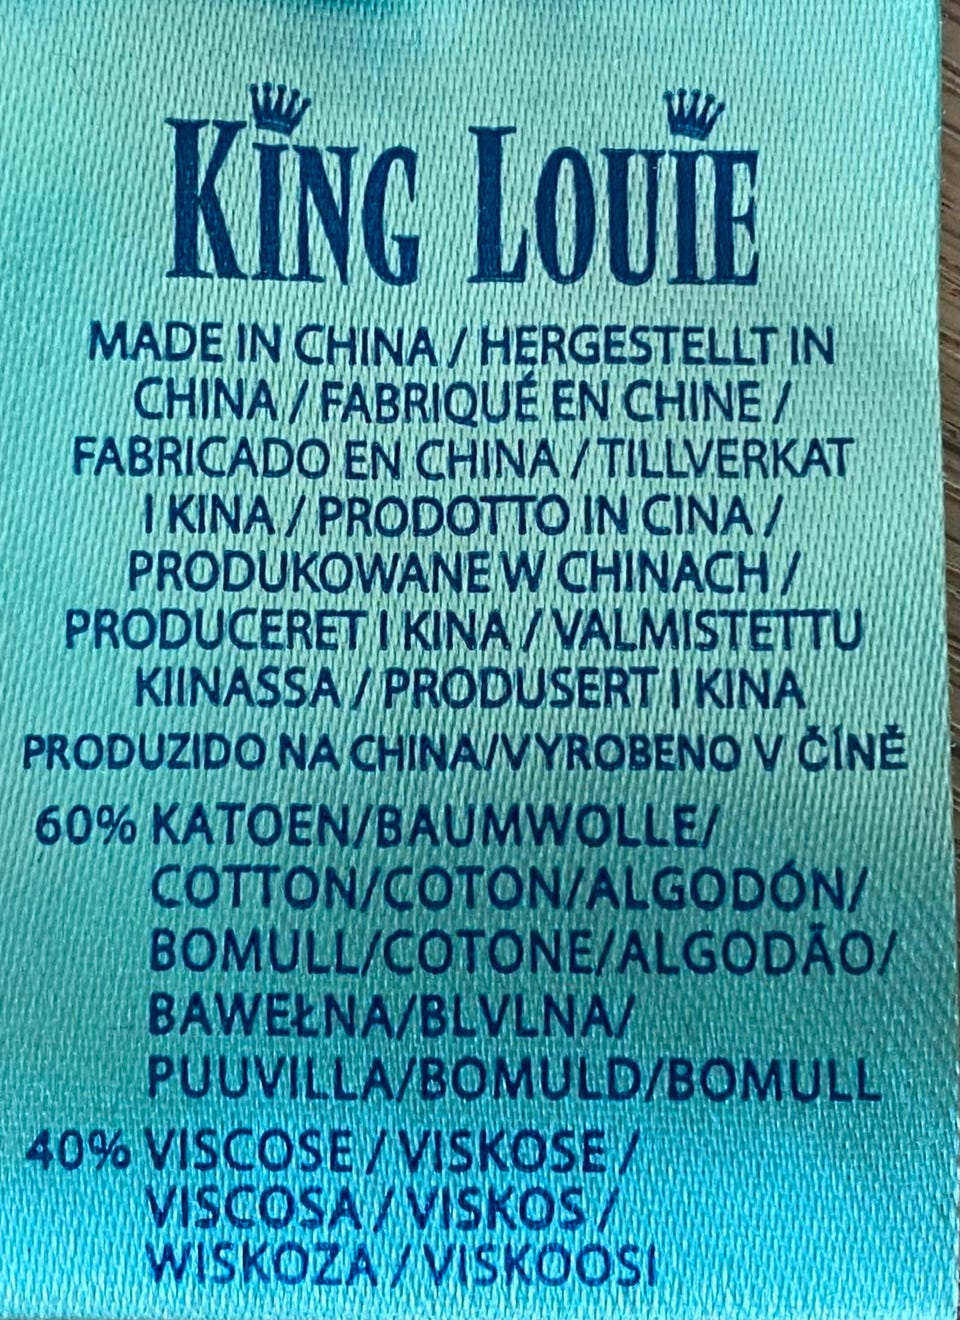 KING LOUIE
MADE IN CHINA / HERGESTELLT IN
CHINA / FABRIQUÉ EN CHINE /
FABRICADO EN CHINA / TILLVERKAT
I KINA / PRODOTTO IN CINA /
PRODUKOWANE W CHINACH /
PRODUCERET I KINA / VALMISTETTU
KIINASSA / PRODUSERT I KINA
PRODUZIDO NA CHINA/VYROBENO V ČÍNĚ
60% KATOEN/BAUMWOLLE/
COTTON/COTON/ALGODÓN/
BOMULL/COTONE/ALGODÃO/
BAWEŁNA/BLVLNA/
PUUVILLA/BOMULD/BOMULL
40% VISCOSE / VISKOSE /
VISCOSA / VISKOS /
WISKOZA / VISKOOSI